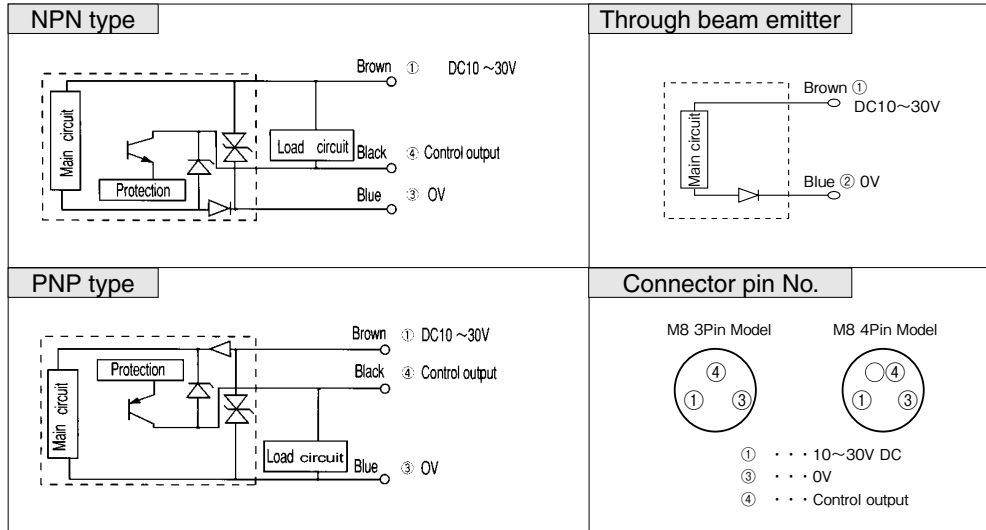 NPN type
Brown ① DC10 ~30V
Main circuit
Protection
Load circuit
Black ④ Control output
Blue ③ OV
Through beam emitter
Brown ①
DC10~30V
Main circuit
Blue ② 0V
PNP type
Brown ① DC10 ~30V
Black ④ Control output
Protection
Main circuit
Load circuit
Blue ③ OV
Connector pin No.
M8 3Pin Model M8 4Pin Model
④ ④
① ③ ① ③
① ・・・10~30V DC
③ ・・・0V
④ ・・・Control output